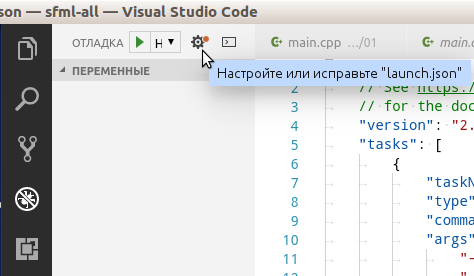 son — sfml-all — Visual Studio Code
ОТЛАДКА
main.cpp …/01
main.
ПЕРЕМЕННЫЕ
Настройте или исправьте "launch.json"
2 // See https:/
3 // for the doc
4 "version": "2.
5 "tasks": [
6 {
7 "taskN
8 "type"
9 "comma
10 "args"
11
12